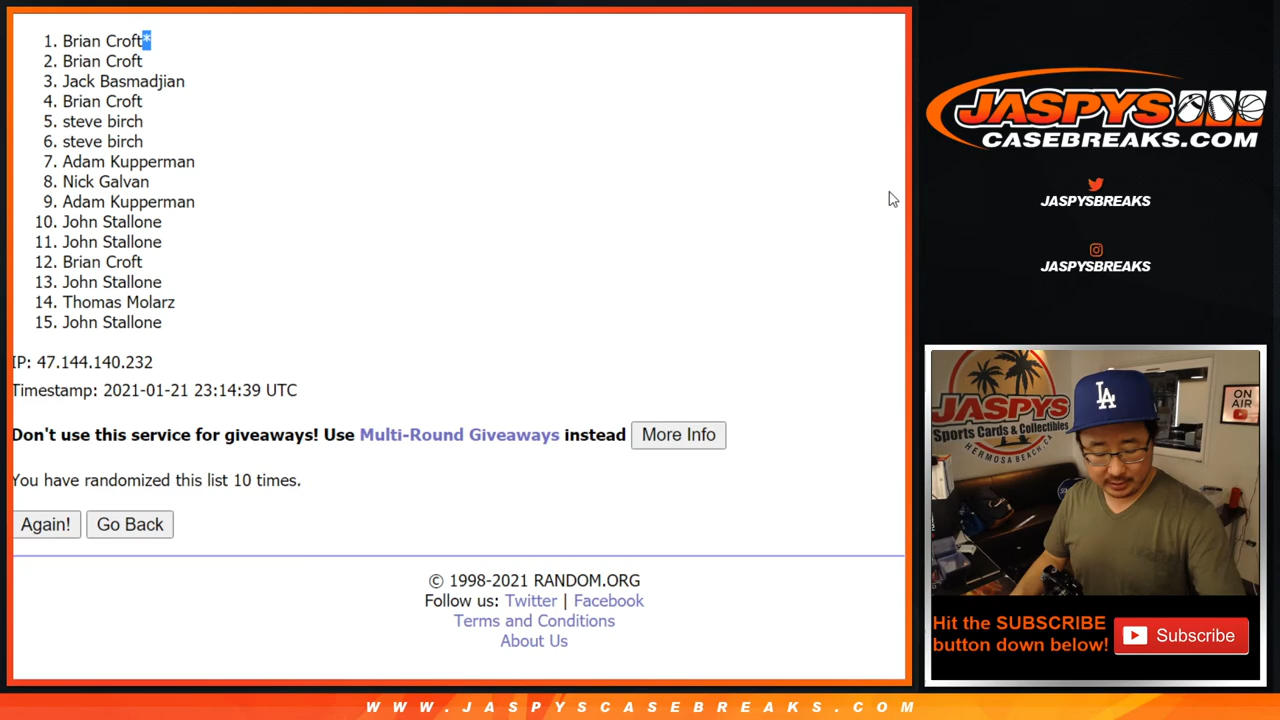 1. Brian Croft*
2. Brian Croft
3. Jack Basmadjian
4. Brian Croft
5. steve birch
6. steve birch
7. Adam Kupperman
8. Nick Galvan
9. Adam Kupperman
10. John Stallone
11. John Stallone
12. Brian Croft
13. John Stallone
14. Thomas Molarz
15. John Stallone
IP: 47.144.140.232
Timestamp: 2021-01-21 23:14:39 UTC
Don't use this service for giveaways! Use Multi-Round Giveaways instead More Info
You have randomized this list 10 times.
Again! Go Back
© 1998-2021 RANDOM.ORG
Follow us: Twitter | Facebook
Terms and Conditions
About Us
JASPYS
CASEBREAKS.COM
JASPYSBREAKS
JASPYSBREAKS
JASPYS
Sports Cards & Collectibles
HERMOSA BEACH, CA
LA
ON
AIR
Hit the SUBSCRIBE
button down below!
Subscribe
WWW.JASPYSCASEBREAKS.COM